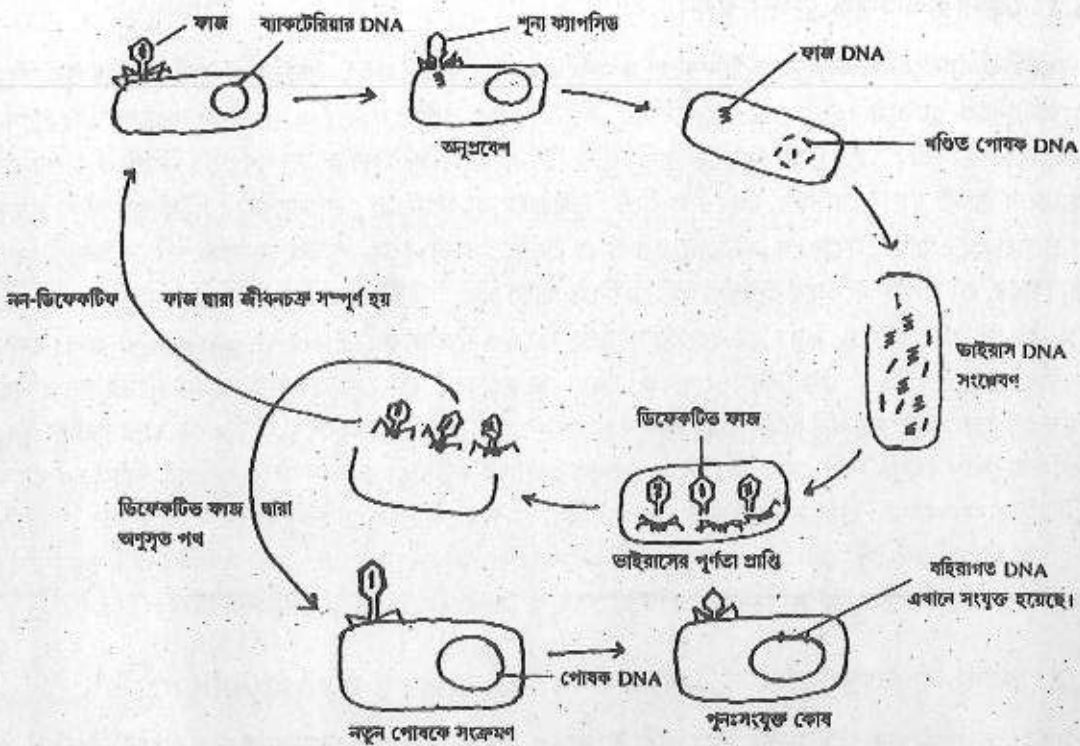 ফাজ
ব্যাকটেরিয়ার DNA
শূন্য ক্যাপসিড
ফাজ DNA
অনুপ্রবেশ
খণ্ডিত পোষক DNA
নন-ডিফেকটিফ ফাজ দ্বারা জীবনচক্র সম্পূর্ণ হয়
ভাইরাস DNA
সংশ্লেষণ
ডিফেকটিভ ফাজ
ডিফেকটিভ ফাজ দ্বারা
অণুসৃত পথ
ভাইরাসের পূর্ণতা প্রাপ্তি
বহিরাগত DNA
এখানে সংযুক্ত হয়েছে।
পোষক DNA
নতুন পোষকে সংক্রমণ
পুনঃসংযুক্ত কোষ